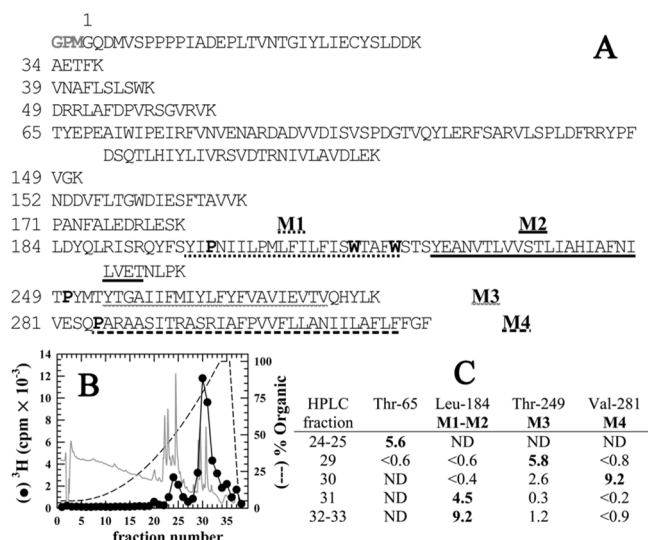 1
GPMGQDMVSPPPPIADEPLTVNTGIYLIECYSLDDK
A
34 AETFK
39 VNAFLSLSWK
49 DRRLAFDPVRSGVRVK
65 TYEPEAIWIPEIRFVNVENARDADVVDISVSPDGTVQYLERFSARVLSPLDFRRYPF
DSQTLHIYLIVRSVDTRNIVLAVDLEK
149 VGK
152 NDDVFLTGWDIESFTAVVK
171 PANFALEDRLESK M1 M2
184 LDYQLRISRQYFSYIPNIILPMLFILFISWTAFWSTSYEANVTLVVSTLIAHIAFNI
LVETNLPK
249 TPYMTYTGAIIFMIYLFYFVAVIEVTVQHYLK M3
281 VESQPARAASITRASRIAFPVVFLLANIILAFLFFGF M4
B
(●) ³H (cpm × 10⁻³)
14
12
10
8
6
4
2
0
0 5 10 15 20 25 30 35
fraction number
100
75
50
25
0
(---) % Organic
C
HPLC fraction Thr-65 Leu-184 M1-M2 Thr-249 M3 Val-281 M4
24-25 5.6 ND ND ND
29 <0.6 <0.6 5.8 <0.8
30 ND <0.4 2.6 9.2
31 ND 4.5 0.3 <0.2
32-33 ND 9.2 1.2 <0.9